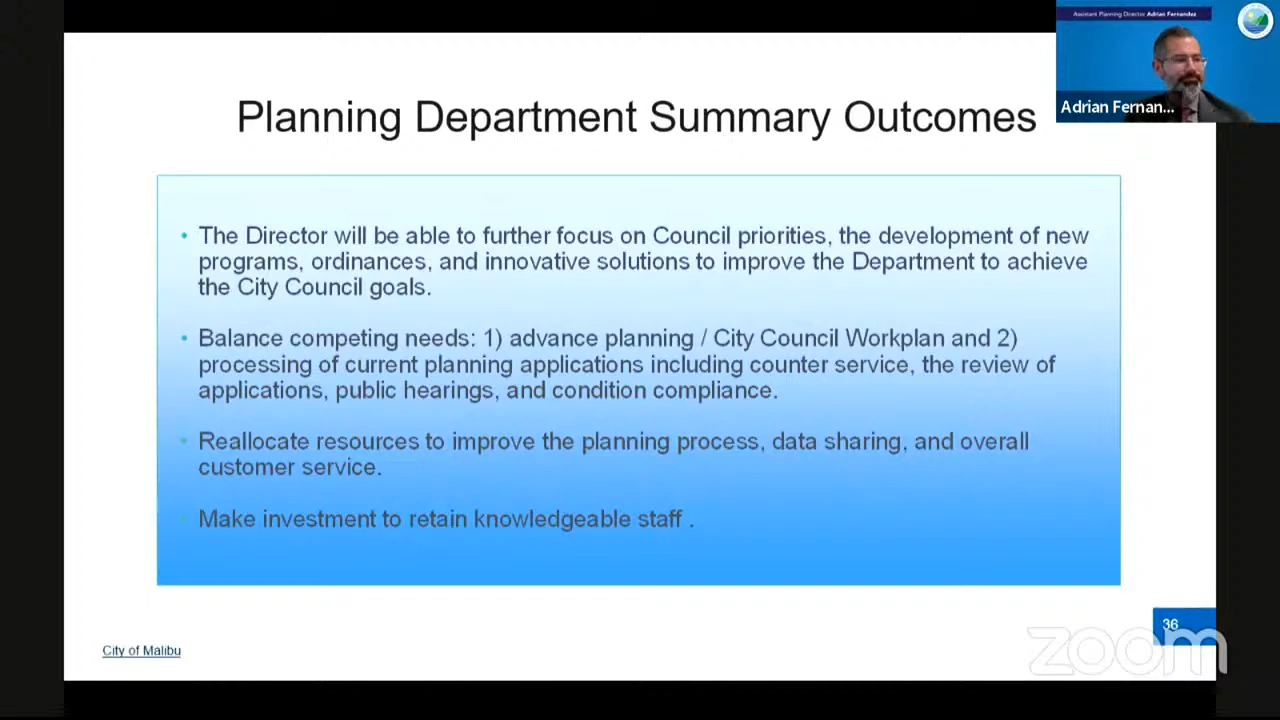 Assistant Planning Director Adrian Fernandez
Adrian Fernan...
Planning Department Summary Outcomes
• The Director will be able to further focus on Council priorities, the development of new
programs, ordinances, and innovative solutions to improve the Department to achieve
the City Council goals.
• Balance competing needs: 1) advance planning / City Council Workplan and 2)
processing of current planning applications including counter service, the review of
applications, public hearings, and condition compliance.
• Reallocate resources to improve the planning process, data sharing, and overall
customer service.
• Make investment to retain knowledgeable staff .
36
City of Malibu
zoom